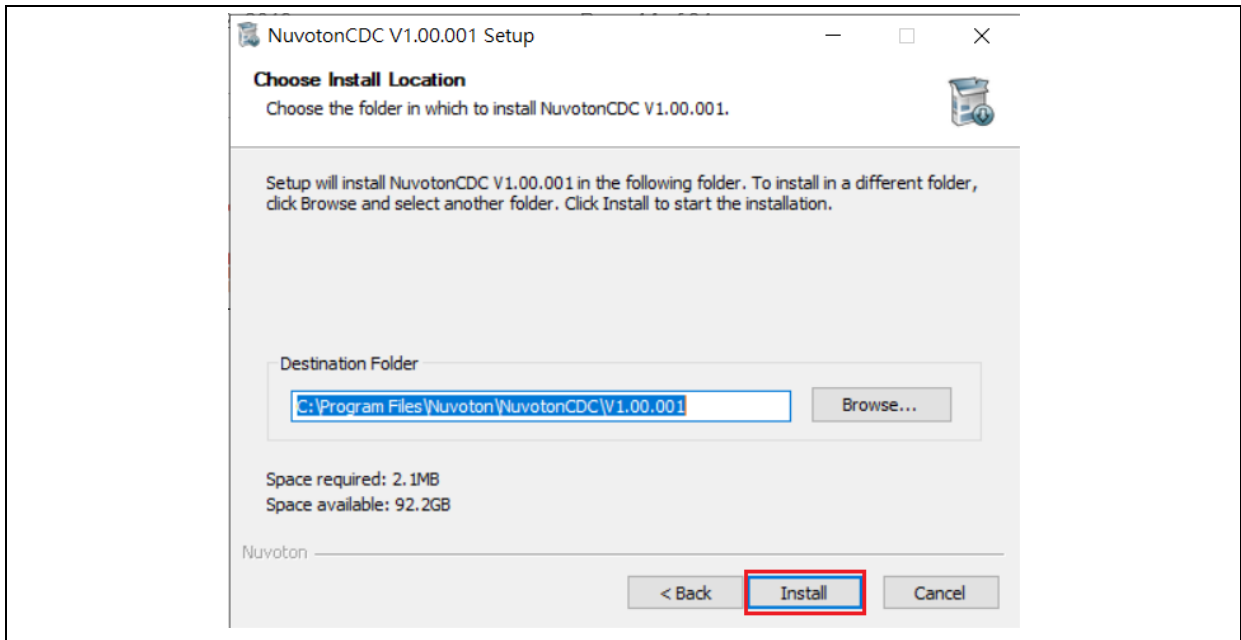 NuvotonCDC V1.00.001 Setup
Choose Install Location
Choose the folder in which to install NuvotonCDC V1.00.001.
Setup will install NuvotonCDC V1.00.001 in the following folder. To install in a different folder,
click Browse and select another folder. Click Install to start the installation.
Destination Folder
C:\Program Files\Nuvoton\NuvotonCDC\V1.00.001
Browse...
Space required: 2.1MB
Space available: 92.2GB
Nuvoton
< Back
Install
Cancel